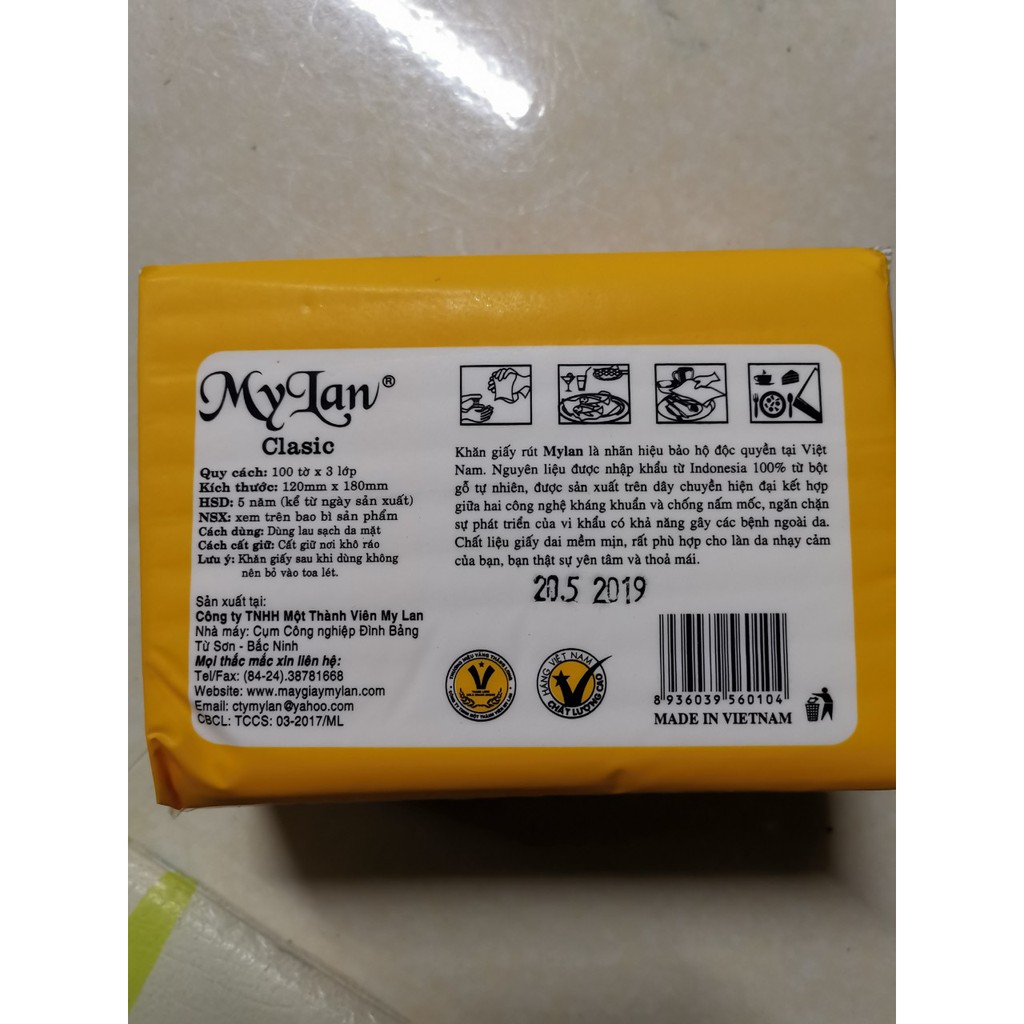 MyLan®
Clasic
Quy cách: 100 tờ x 3 lớp
Kích thước: 120mm x 180mm
HSD: 5 năm (kể từ ngày sản xuất)
NSX: xem trên bao bì sản phẩm
Cách dùng: Dùng lau sạch da mặt
Cách cất giữ: Cất giữ nơi khô ráo
Lưu ý: Khăn giấy sau khi dùng không
nên bỏ vào toa lét.
Sản xuất tại:
Công ty TNHH Một Thành Viên My Lan
Nhà máy: Cụm Công nghiệp Đình Bảng
Từ Sơn - Bắc Ninh
Mọi thắc mắc xin liên hệ:
Tel/Fax: (84-24).38781668
Website: www.maygiaymylan.com
Email: ctymylan@yahoo.com
CBCL: TCCS: 03-2017/ML
Khăn giấy rút Mylan là nhãn hiệu bảo hộ độc quyền tại Việt
Nam. Nguyên liệu được nhập khẩu từ Indonesia 100% từ bột
gỗ tự nhiên, được sản xuất trên dây chuyền hiện đại kết hợp
giữa hai công nghệ kháng khuẩn và chống nấm mốc, ngăn chặn
sự phát triển của vi khẩu có khả năng gây các bệnh ngoài da.
Chất liệu giấy dai mềm mịn, rất phù hợp cho làn da nhạy cảm
của bạn, bạn thật sự yên tâm và thoả mái.
20.5 2019
HÀNG VIỆT NAM
CHẤT LƯỢNG CAO
8 936039 560104
MADE IN VIETNAM